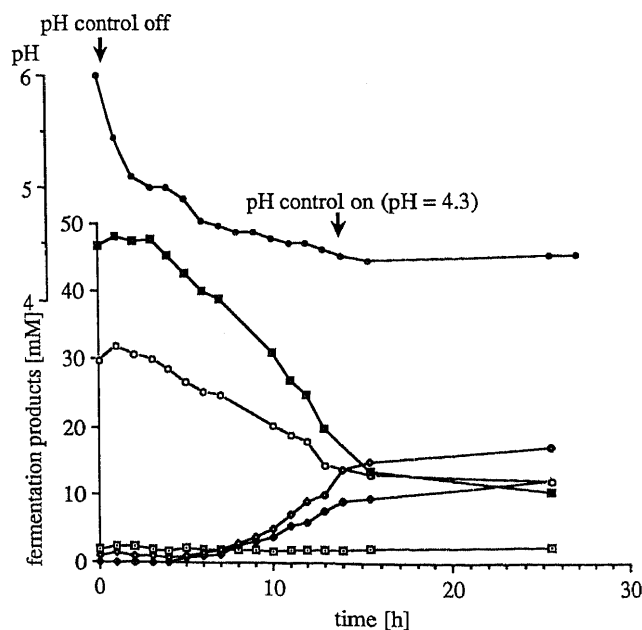 pH control off
pH
6
5
pH control on (pH = 4.3)
50
4
40
30
20
10
0
fermentation products [mM]
0
10
20
30
time [h]